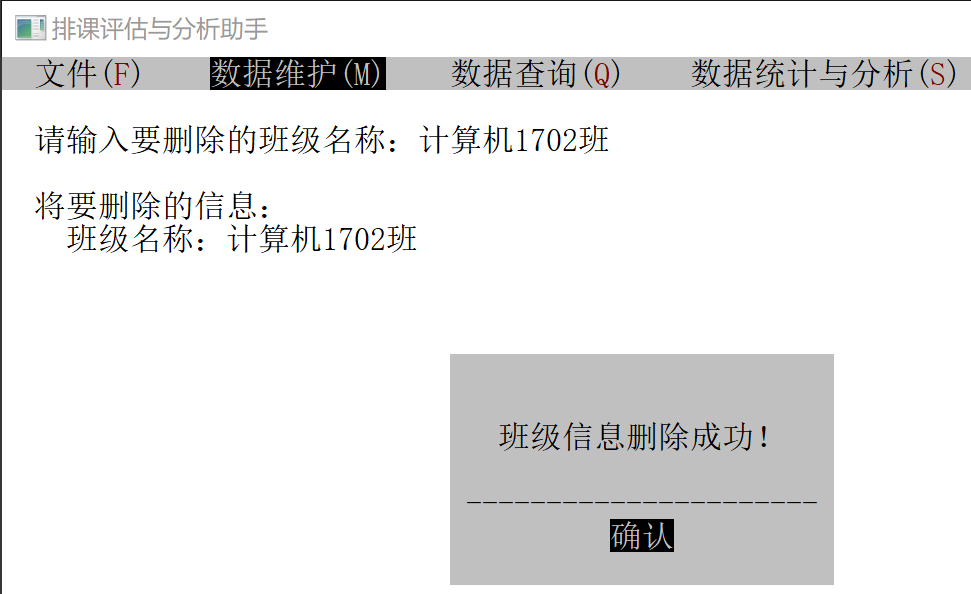 排课评估与分析助手
文件(F) 数据维护(M) 数据查询(Q) 数据统计与分析(S)
请输入要删除的班级名称：计算机1702班
将要删除的信息：
班级名称：计算机1702班
班级信息删除成功！
----------------------
确认